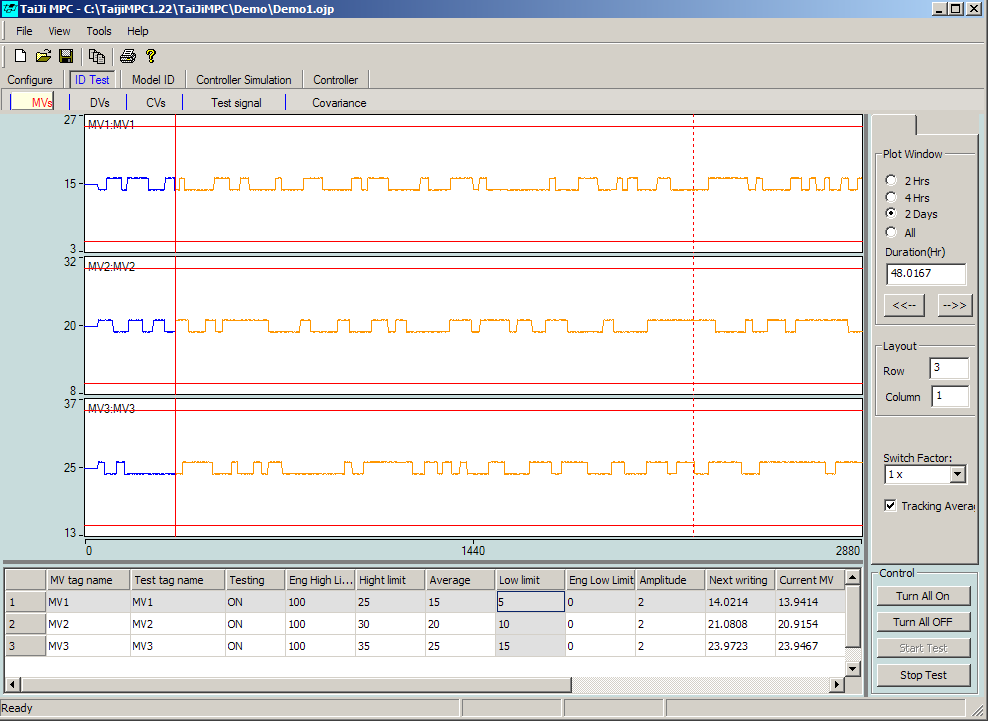 TaiJi MPC - C:\TaijiMPC1.22\TaiJiMPC\Demo\Demo1.ojp
File View Tools Help
Configure ID Test Model ID Controller Simulation Controller
MVs DVs CVs Test signal Covariance
27
MV1:MV1
15
3
32
MV2:MV2
20
8
37
MV3:MV3
25
13
0 1440 2880
Plot Window
2 Hrs
4 Hrs
2 Days
All
Duration(Hr)
48.0167
<<-- -->>
Layout
Row 3
Column 1
Switch Factor:
1 x
Tracking Averag
MV tag name Test tag name Testing Eng High Li... Hight limit Average Low limit Eng Low Limit Amplitude Next writing Current MV
1 MV1 MV1 ON 100 25 15 5 0 2 14.0214 13.9414
2 MV2 MV2 ON 100 30 20 10 0 2 21.0808 20.9154
3 MV3 MV3 ON 100 35 25 15 0 2 23.9723 23.9467
Control
Turn All On
Turn All OFF
Start Test
Stop Test
Ready